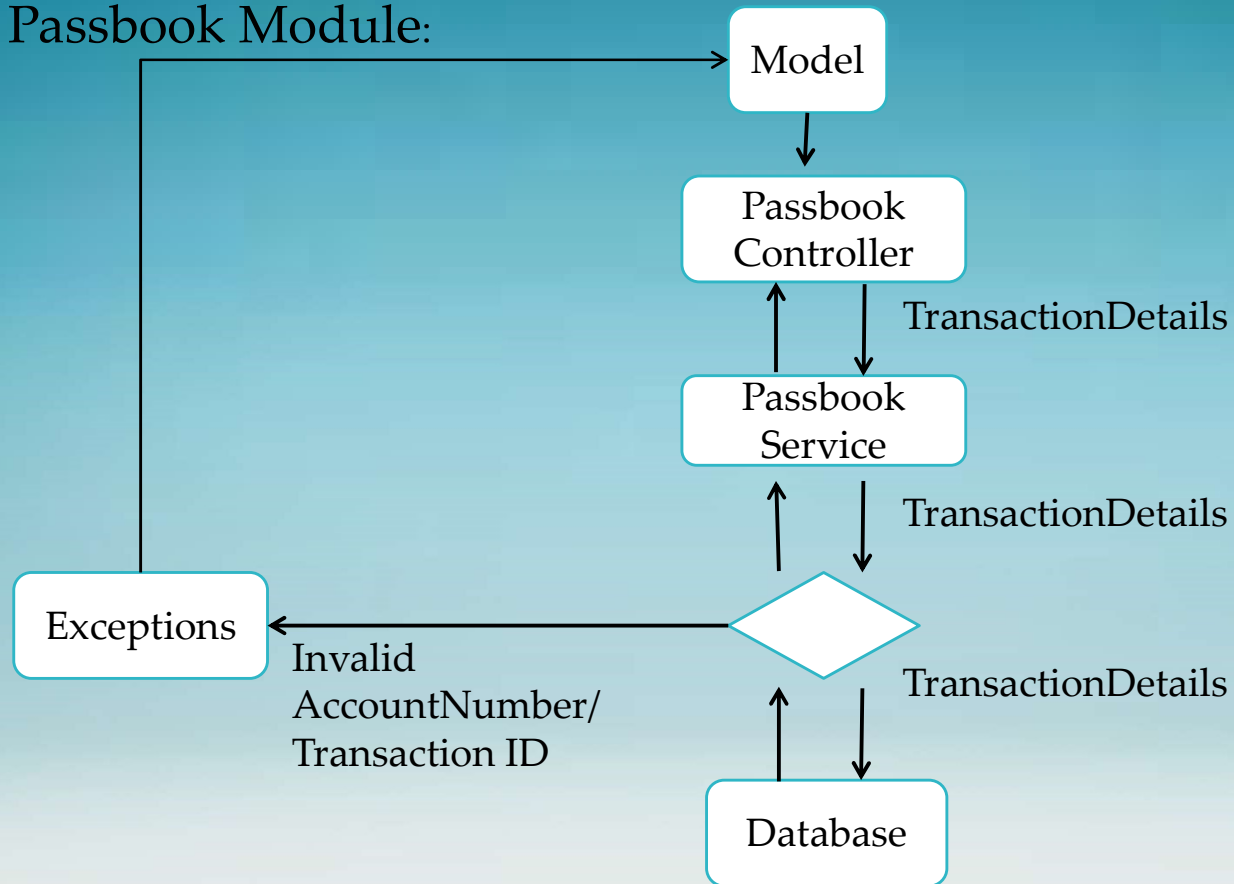 Passbook Module:
Model
Passbook
Controller
TransactionDetails
Passbook
Service
TransactionDetails
Exceptions
Invalid
AccountNumber/
Transaction ID
TransactionDetails
Database